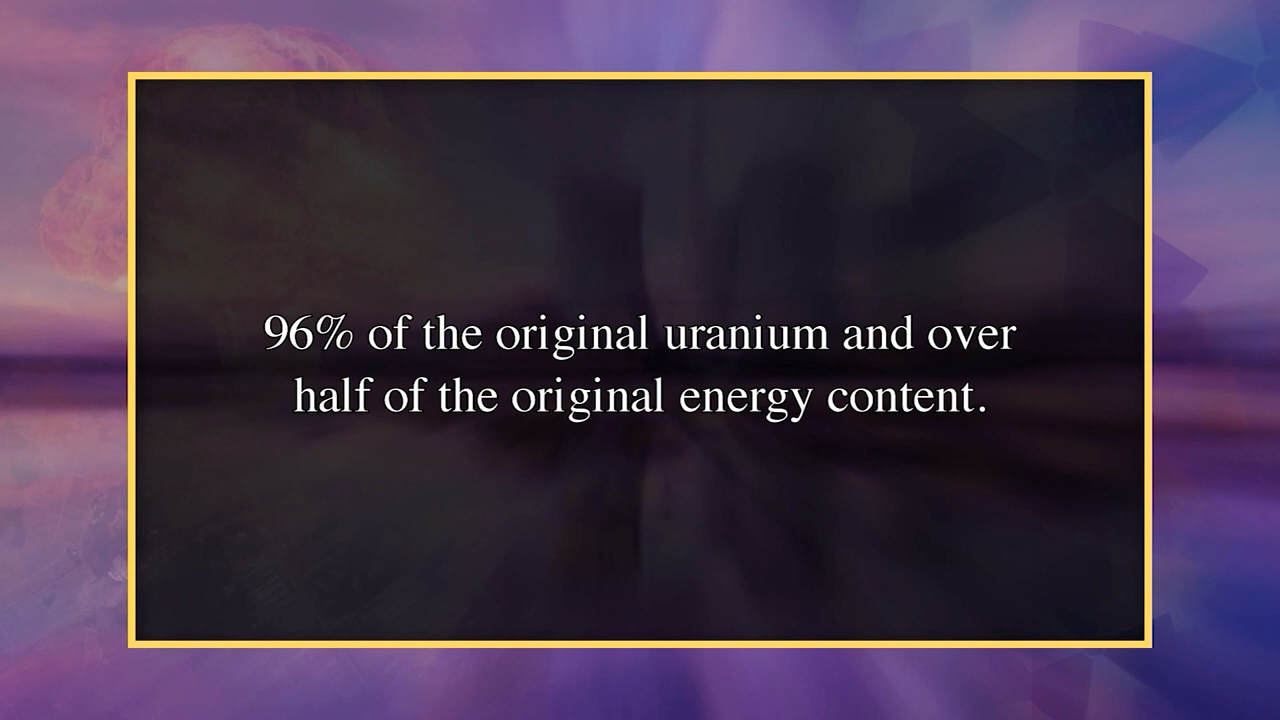 96% of the original uranium and over
half of the original energy content.